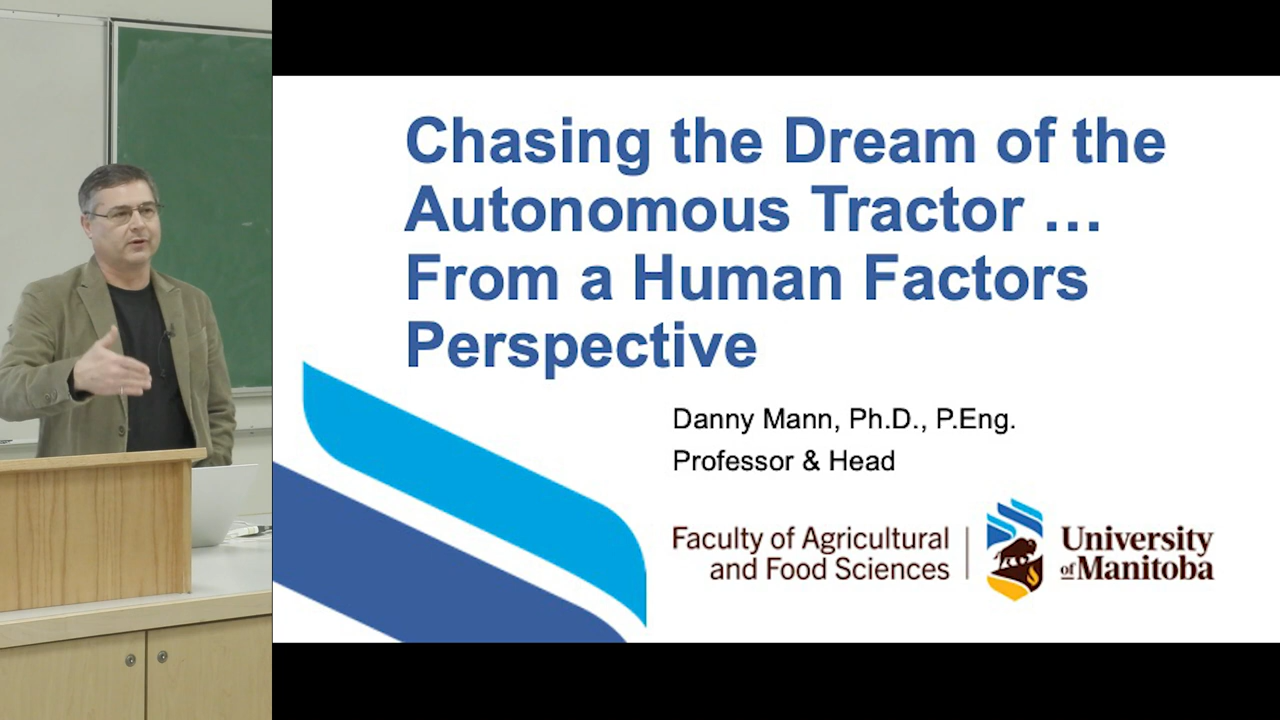 Chasing the Dream of the
Autonomous Tractor …
From a Human Factors
Perspective
Danny Mann, Ph.D., P.Eng.
Professor & Head
Faculty of Agricultural
and Food Sciences
University
of Manitoba